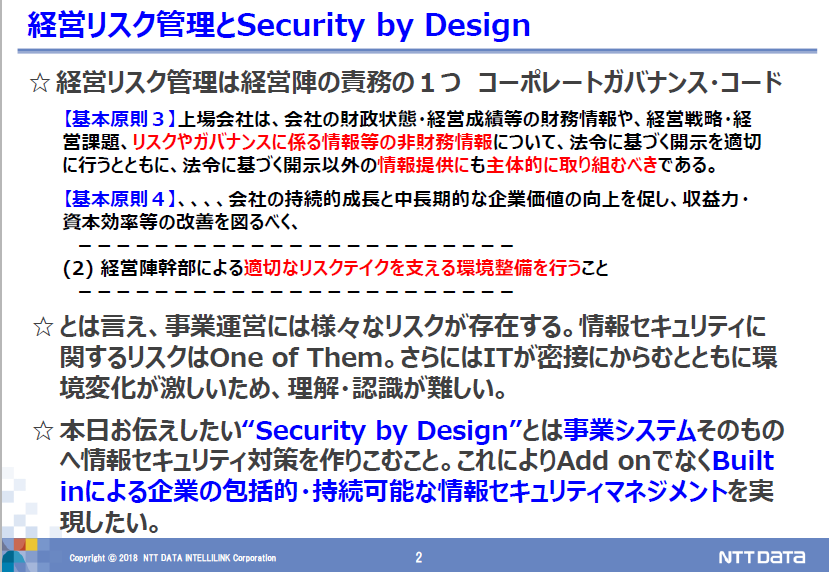 経営リスク管理とSecurity by Design
☆ 経営リスク管理は経営陣の責務の１つ　コーポレートガバナンス・コード
【基本原則３】上場会社は、会社の財政状態・経営成績等の財務情報や、経営戦略・経
営課題、リスクやガバナンスに係る情報等の非財務情報について、法令に基づく開示を適切
に行うとともに、法令に基づく開示以外の情報提供にも主体的に取り組むべきである。
【基本原則４】、、、、会社の持続的成長と中長期的な企業価値の向上を促し、収益力・
資本効率等の改善を図るべく、
－－－－－－－－－－－－－－－－－－－－－－－
(2) 経営陣幹部による適切なリスクテイクを支える環境整備を行うこと
－－－－－－－－－－－－－－－－－－－－－－－
☆ とは言え、事業運営には様々なリスクが存在する。情報セキュリティに
関するリスクはOne of Them。さらにはITが密接にからむとともに環
境変化が激しいため、理解・認識が難しい。
☆ 本日お伝えしたい“Security by Design”とは事業システムそのもの
へ情報セキュリティ対策を作りこむこと。これによりAdd onでなくBuilt
inによる企業の包括的・持続可能な情報セキュリティマネジメントを実
現したい。
Copyright © 2018 NTT DATA INTELLILINK Corporation
2
NTT DATA